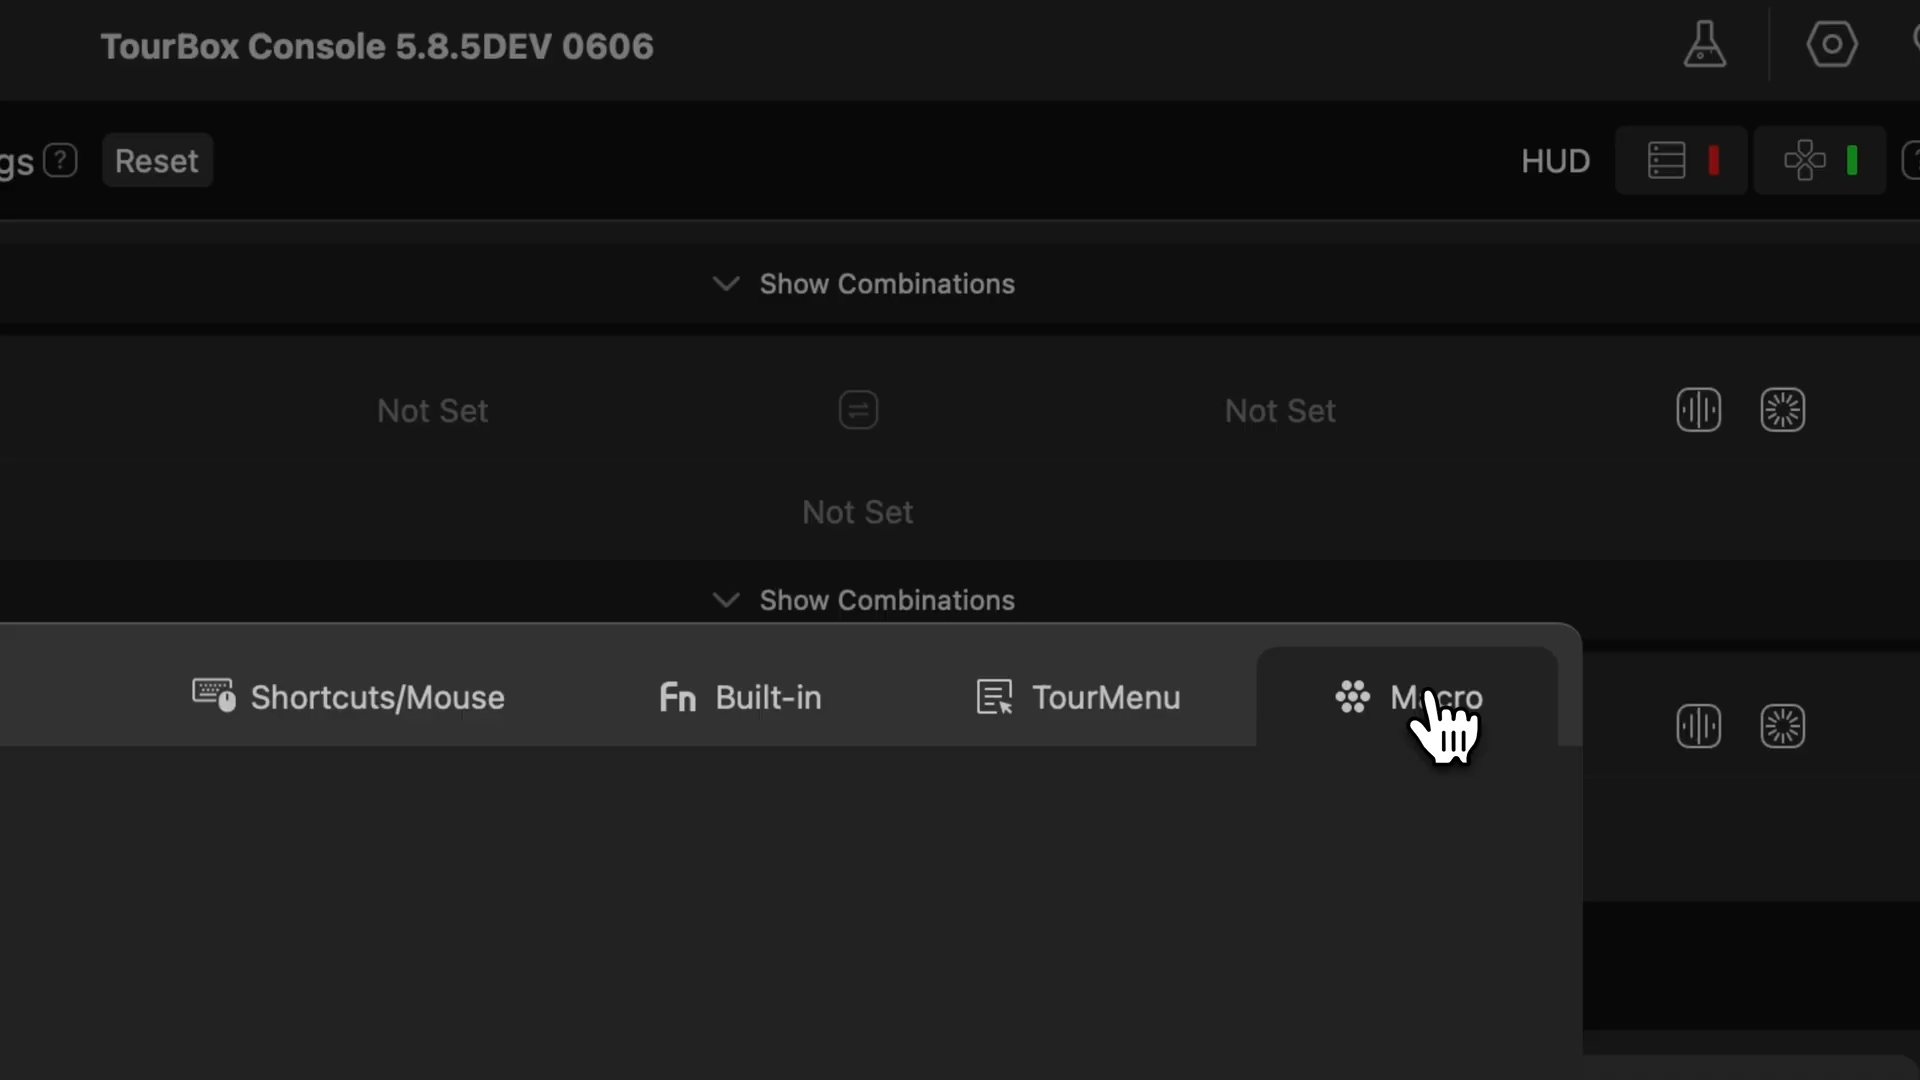 TourBox Console 5.8.5DEV 0606
gs ? Reset
HUD
Show Combinations
Not Set Not Set
Not Set
Show Combinations
Shortcuts/Mouse
Fn Built-in
TourMenu
Macro